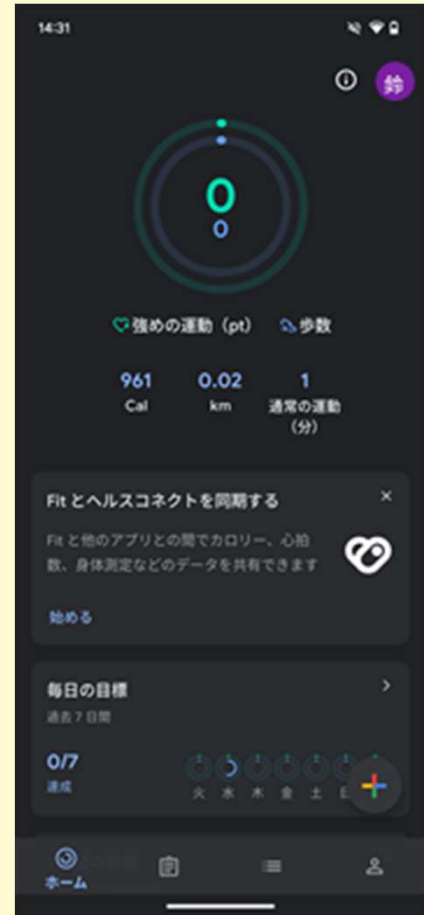 14:31
鈴
0
0
強めの運動（pt） 歩数
961 0.02 1
Cal km 通常の運動
（分）
Fit とヘルスコネクトを同期する
Fit と他のアプリとの間でカロリー、心拍
数、身体測定などのデータを共有できます
始める
毎日の目標
過去 7 日間
0/7
達成
火 水 木 金 土
ホーム